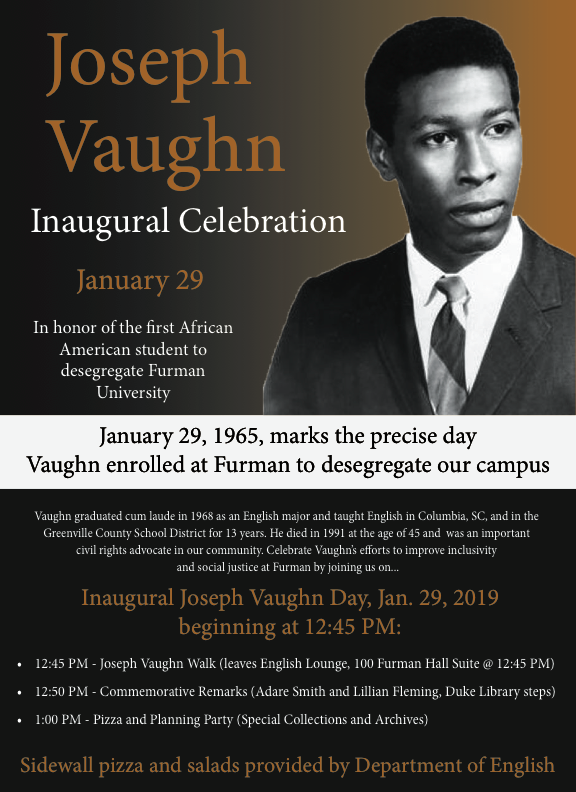 Joseph
Vaughn
Inaugural Celebration
January 29
In honor of the first African
American student to
desegregate Furman
University
January 29, 1965, marks the precise day
Vaughn enrolled at Furman to desegregate our campus
Vaughn graduated cum laude in 1968 as an English major and taught English in Columbia, SC, and in the
Greenville County School District for 13 years. He died in 1991 at the age of 45 and was an important
civil rights advocate in our community. Celebrate Vaughn's efforts to improve inclusivity
and social justice at Furman by joining us on...
Inaugural Joseph Vaughn Day, Jan. 29, 2019
beginning at 12:45 PM:
• 12:45 PM - Joseph Vaughn Walk (leaves English Lounge, 100 Furman Hall Suite @ 12:45 PM)
• 12:50 PM - Commemorative Remarks (Adare Smith and Lillian Fleming, Duke Library steps)
• 1:00 PM - Pizza and Planning Party (Special Collections and Archives)
Sidewall pizza and salads provided by Department of English